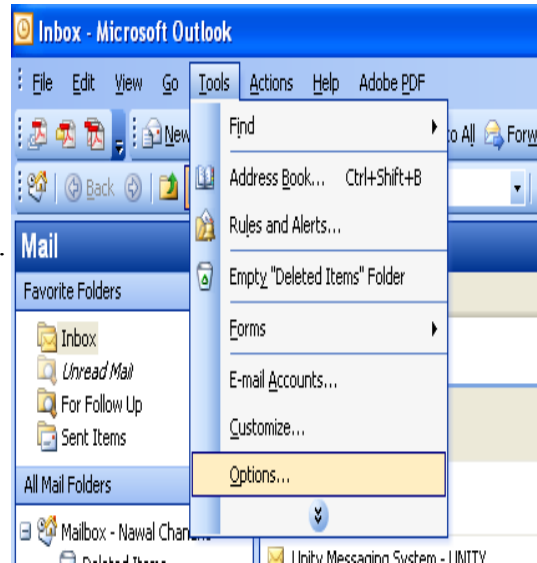 Inbox - Microsoft Outlook
File Edit View Go Tools Actions Help Adobe PDF
New
to All
Back
Find
Address Book... Ctrl+Shift+B
Rules and Alerts...
Empty "Deleted Items" Folder
Forms
E-mail Accounts...
Customize...
Options...
Mail
Favorite Folders
Inbox
Unread Mail
For Follow Up
Sent Items
All Mail Folders
Mailbox - Nawal
Deleted Items
Unity Messaging System - UNITY